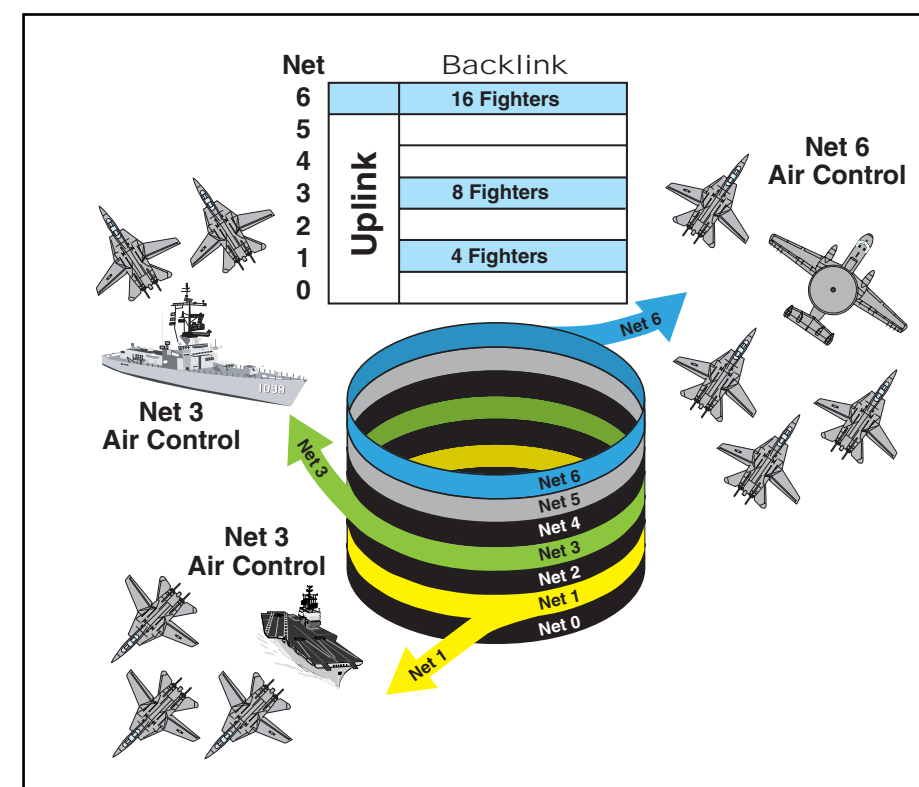 Net Backlink
6 16 Fighters
5
4
3 8 Fighters
2
1 4 Fighters
0
Uplink
Net 6
Air Control
Net 6
1098
Net 3
Air Control
Net 3
Net 6
Net 5
Net 4
Net 3
Net 2
Net 1
Net 0
Net 3
Air Control
Net 1